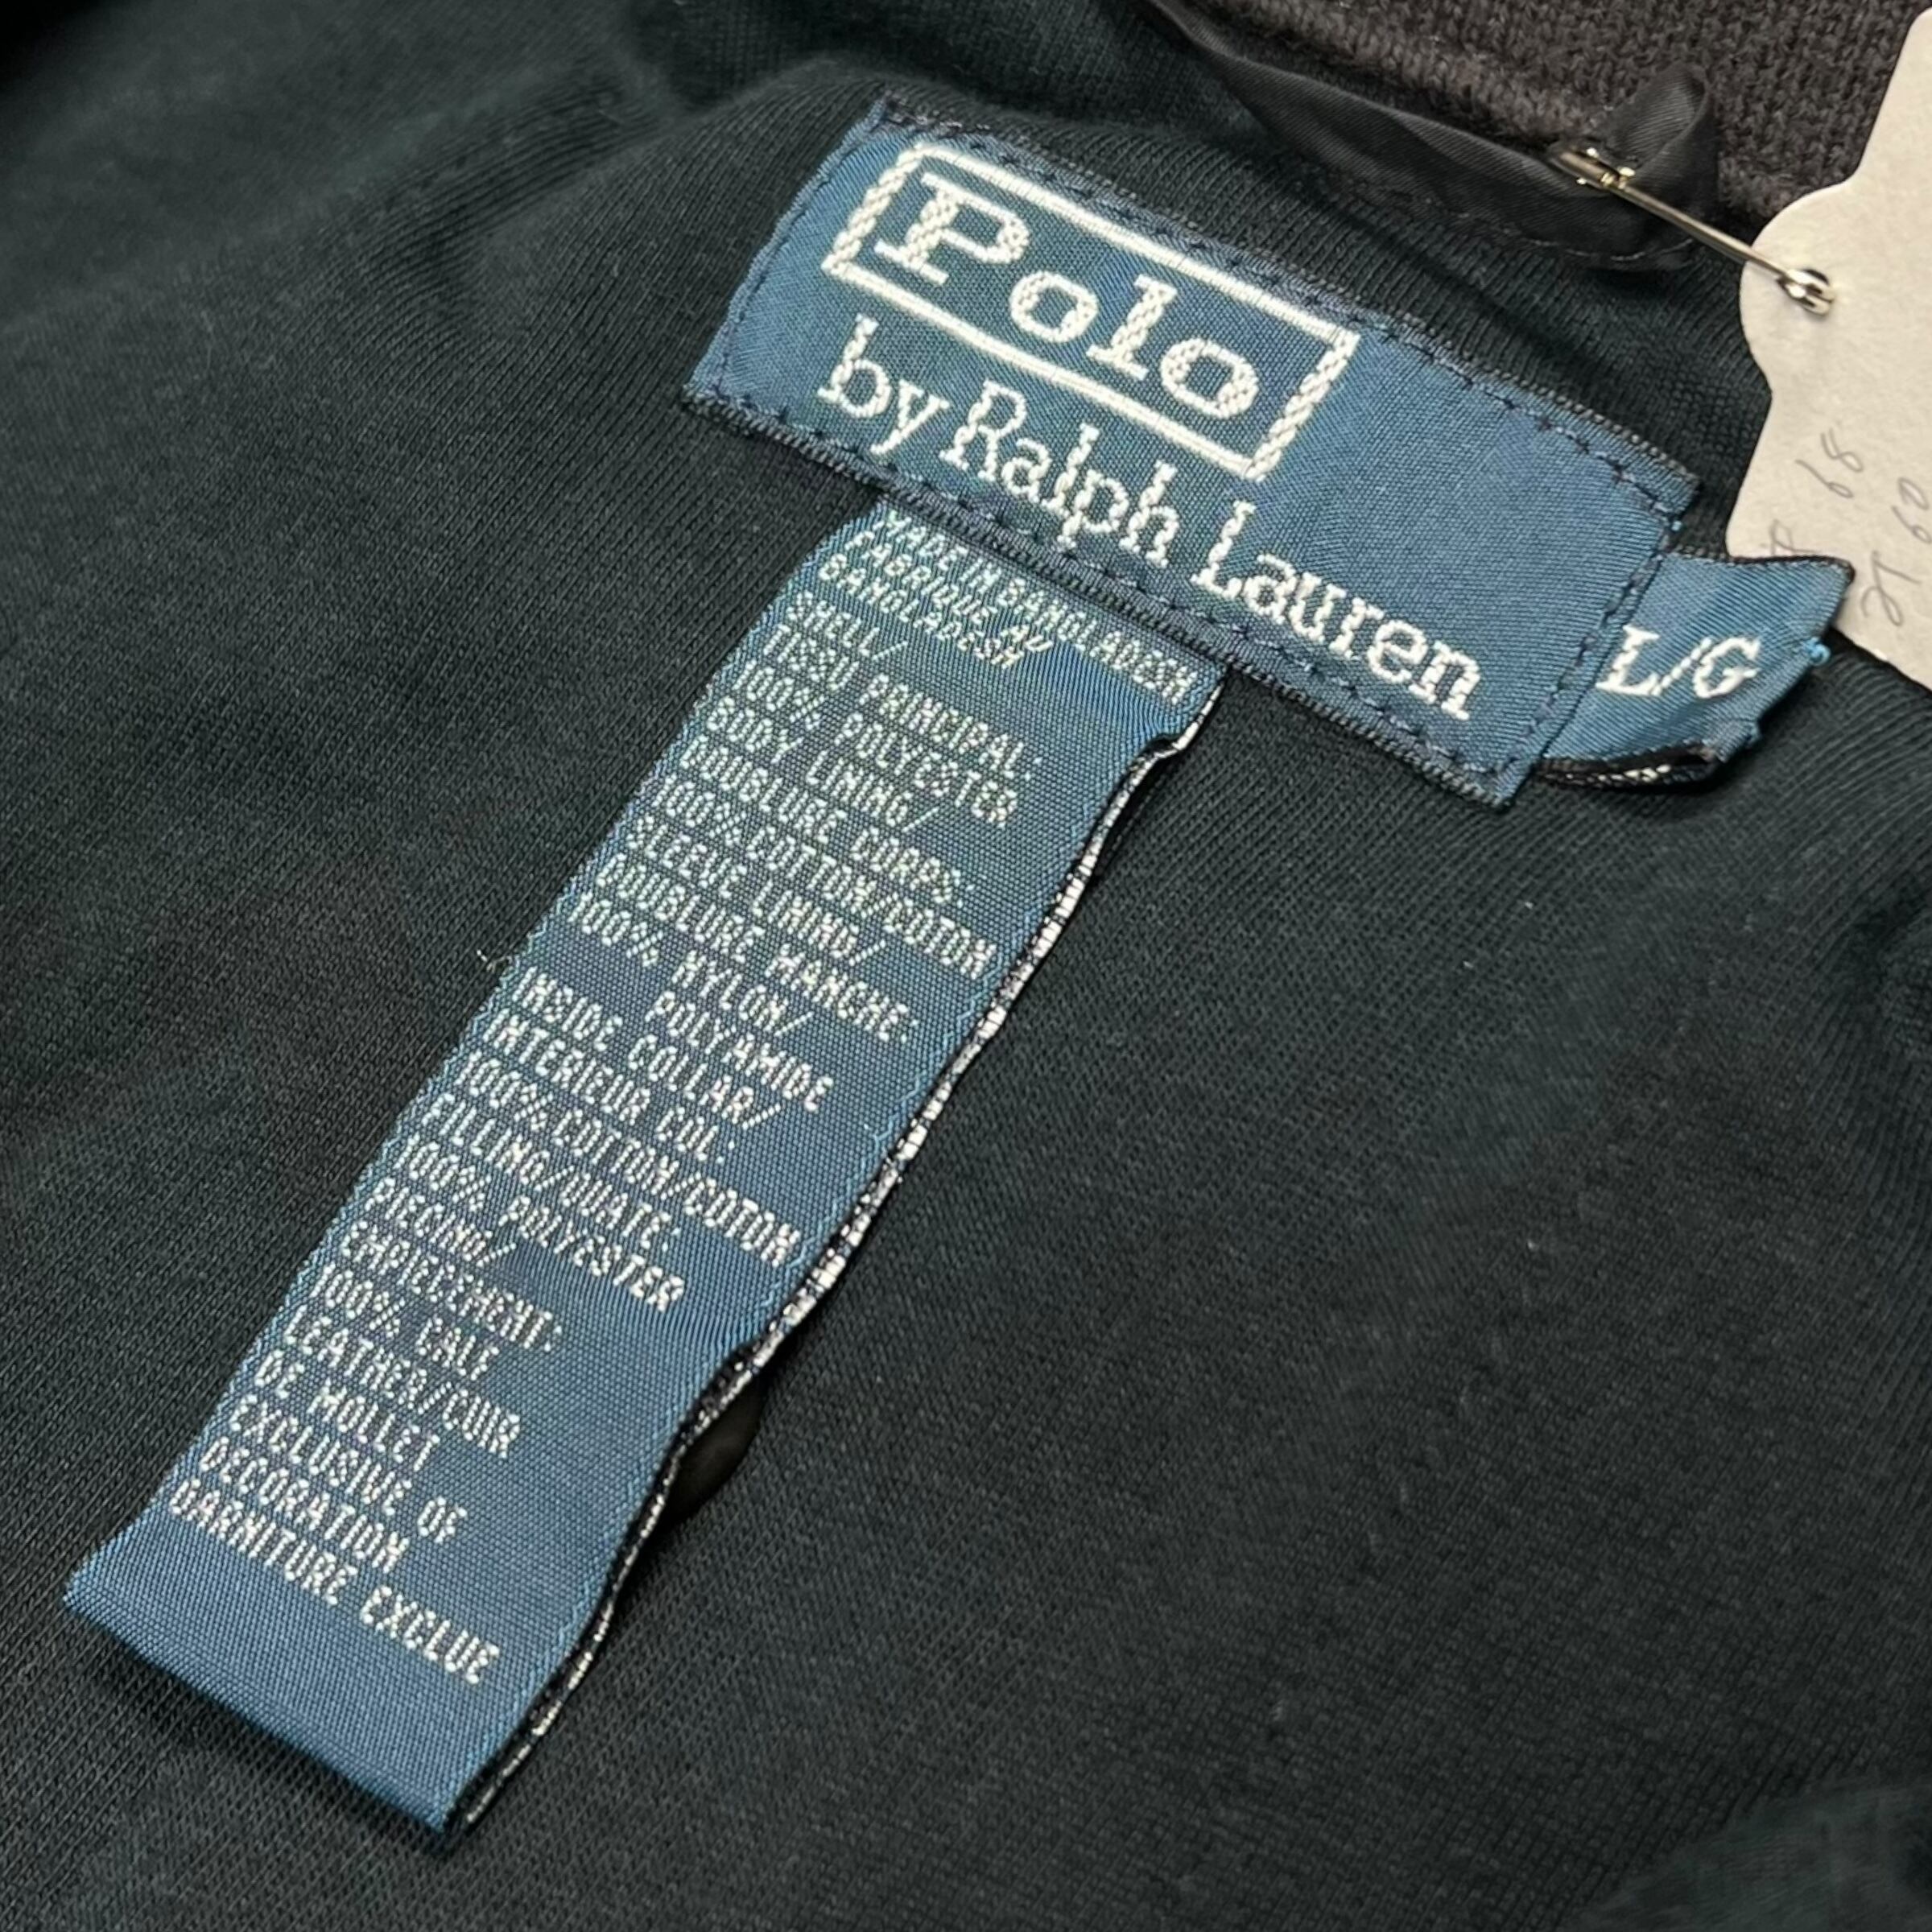 Polo
by Ralph Lauren
L/G
MADE IN BANGLADESH
FABRIQUE AU
BANGLADESH
SHELL/
TISSU PRINCIPAL:
100% POLYESTER
BODY LINING/
DOUBLURE CORPS:
100% COTTON/COTON
SLEEVE LINING/
DOUBLURE MANCHE:
100% NYLON/
POLYAMIDE
INSIDE COLLAR/
INTERIEUR COL:
100% COTTON/COTON
FILLING/OUATE:
100% POLYESTER
PIECING/
EMPIECEMENT:
100% CALF
LEATHER/CUIR
DE MOLLET
EXCLUSIVE OF
DECORATION
GARNITURE EXCLUE
68
62